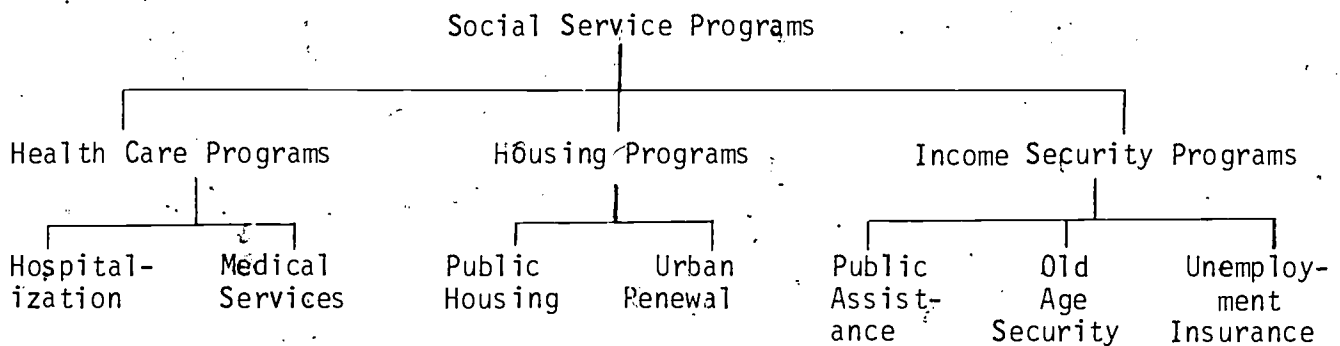 Social Service Programs
Health Care Programs Housing Programs Income Security Programs
Hospital- Medical Public Urban Public Old Unemploy-
ization Services Housing Renewal Assist- Age ment
ance Security Insurance